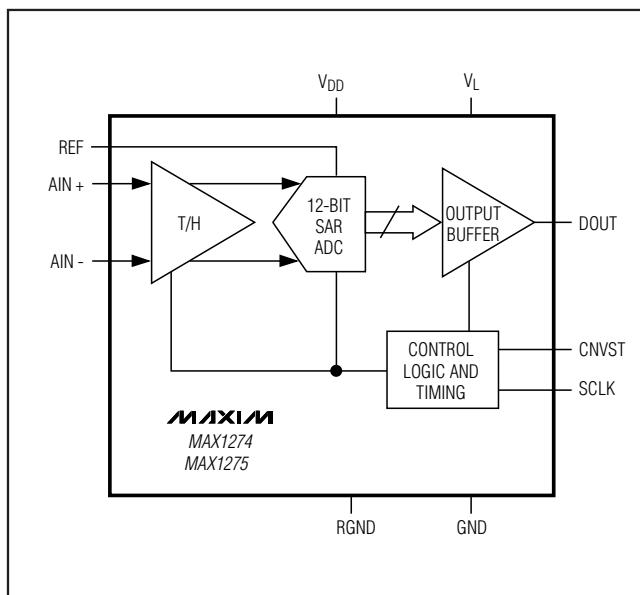 VDD
VL
REF
AIN +
AIN -
T/H
12-BIT
SAR
ADC
OUTPUT
BUFFER
DOUT
CONTROL
LOGIC AND
TIMING
CNVST
SCLK
MAXIM
MAX1274
MAX1275
RGND
GND